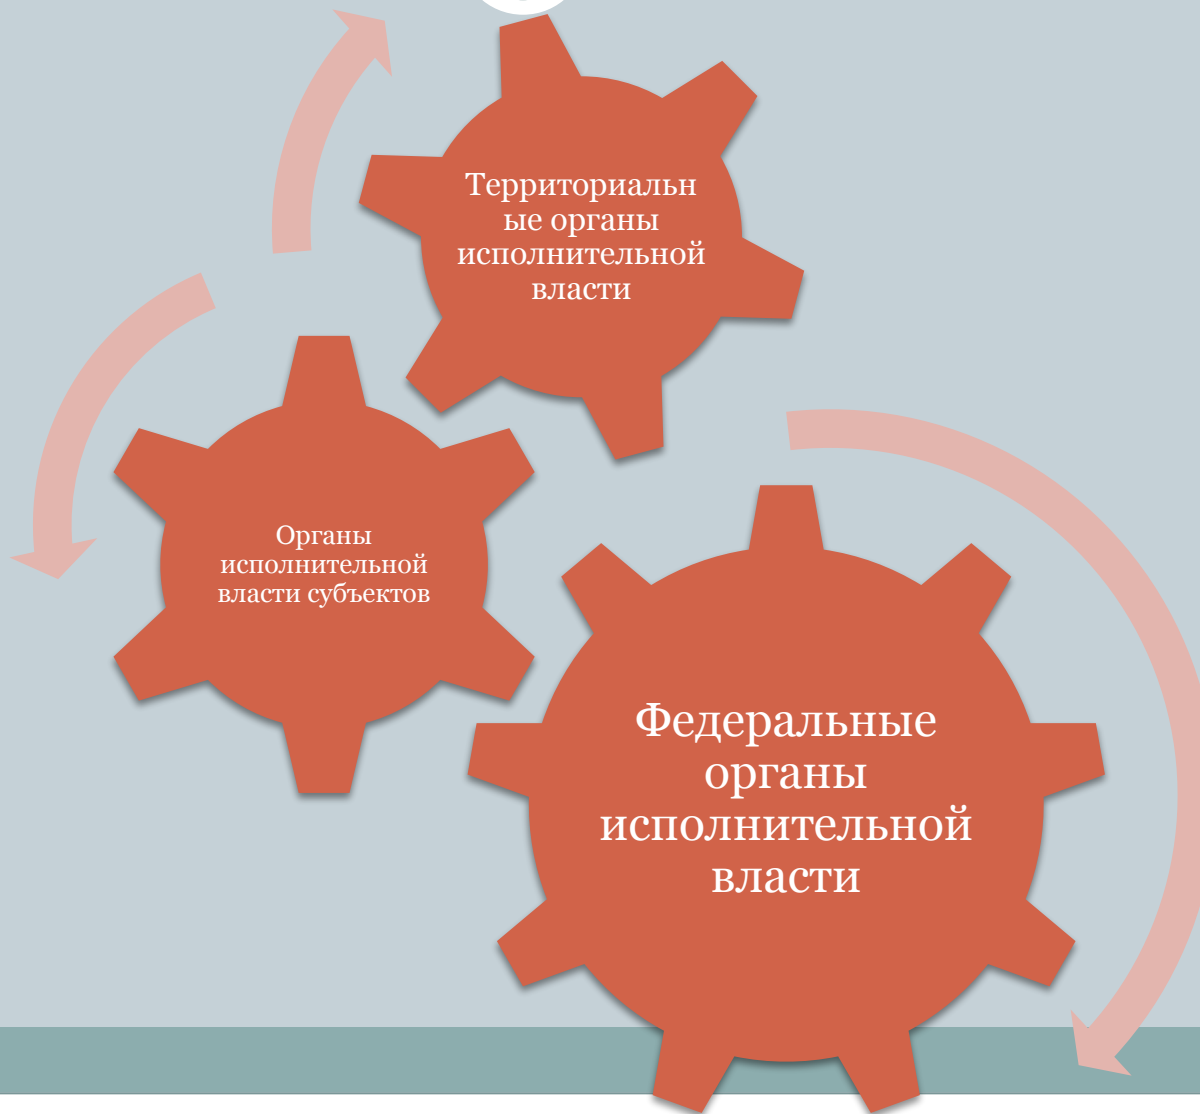 Территориальн
ые органы
исполнительной
власти
Органы
исполнительной
власти субъектов
Федеральные
органы
исполнительной
власти